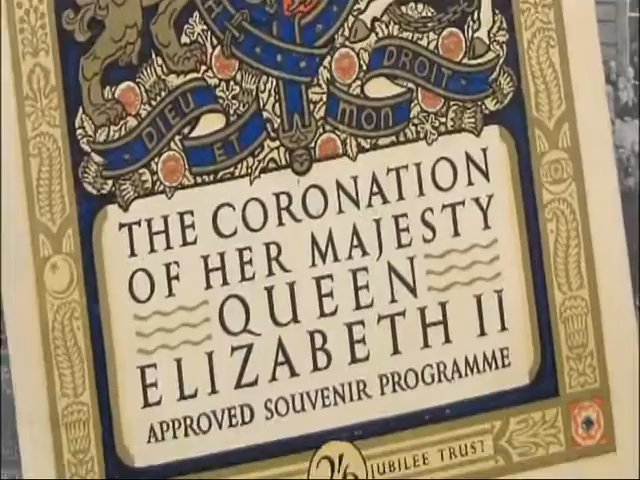 DIEU ET MON DROIT
THE CORONATION
OF HER MAJESTY
QUEEN
ELIZABETH II
APPROVED SOUVENIR PROGRAMME
2/6 JUBILEE TRUST